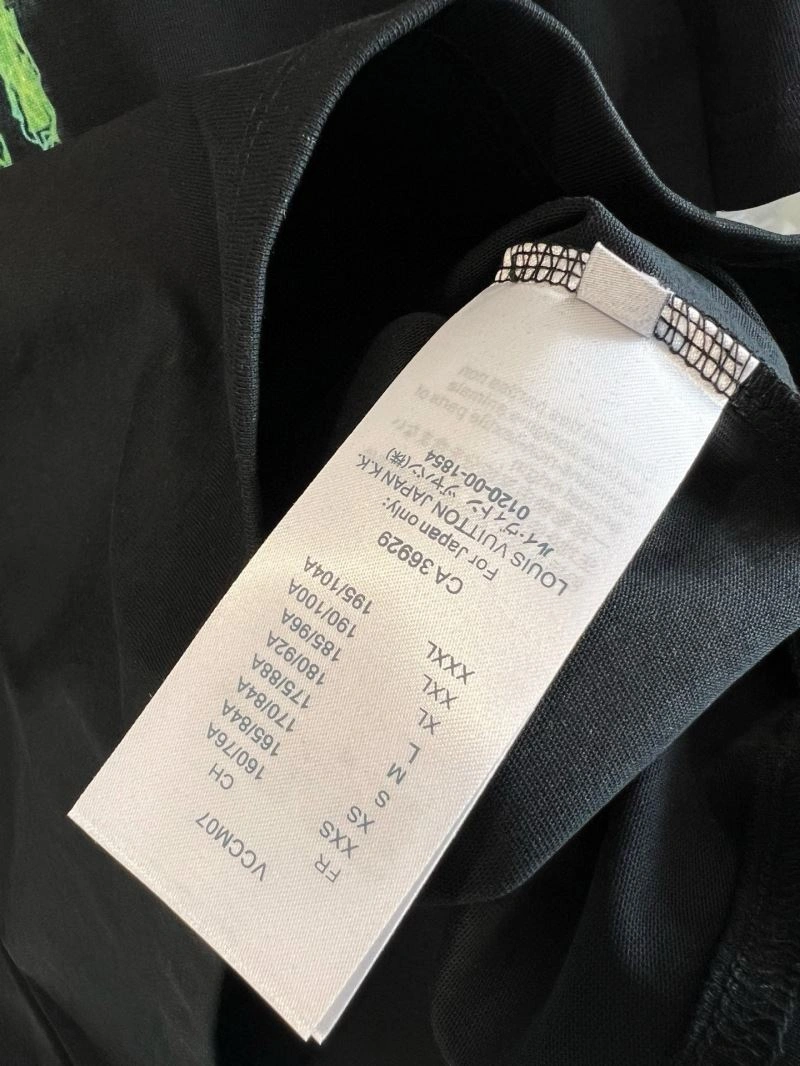 VCCM07
FR CH
XXS 160/76A
XS 165/84A
S 170/84A
M 175/88A
L 180/92A
XL 185/96A
XXL 190/100A
XXXL 195/104A
CA 36929
For Japan only:
LOUIS VUITTON JAPAN K.K.
ルイ・ヴィトン ジャパン(株)
0120-00-1854